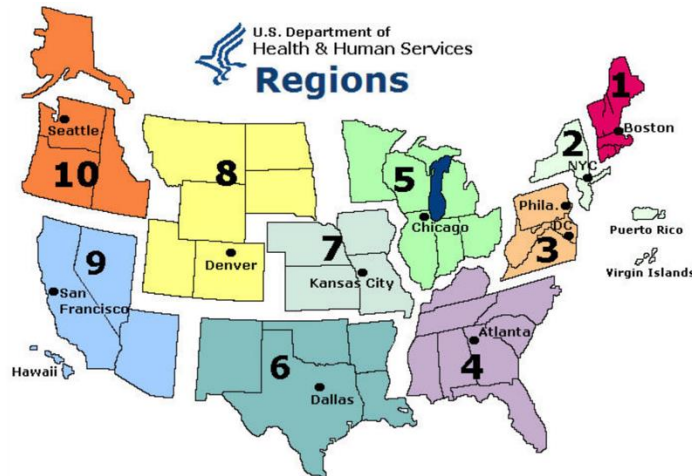 U.S. Department of
Health & Human Services
Regions
1
Boston
2
NYC
Seattle
10
8
5
Chicago
Phila.
DC
3
Puerto Rico
Virgin Islands
7
Kansas City
Denver
9
San
Francisco
Hawaii
6
Dallas
Atlanta
4